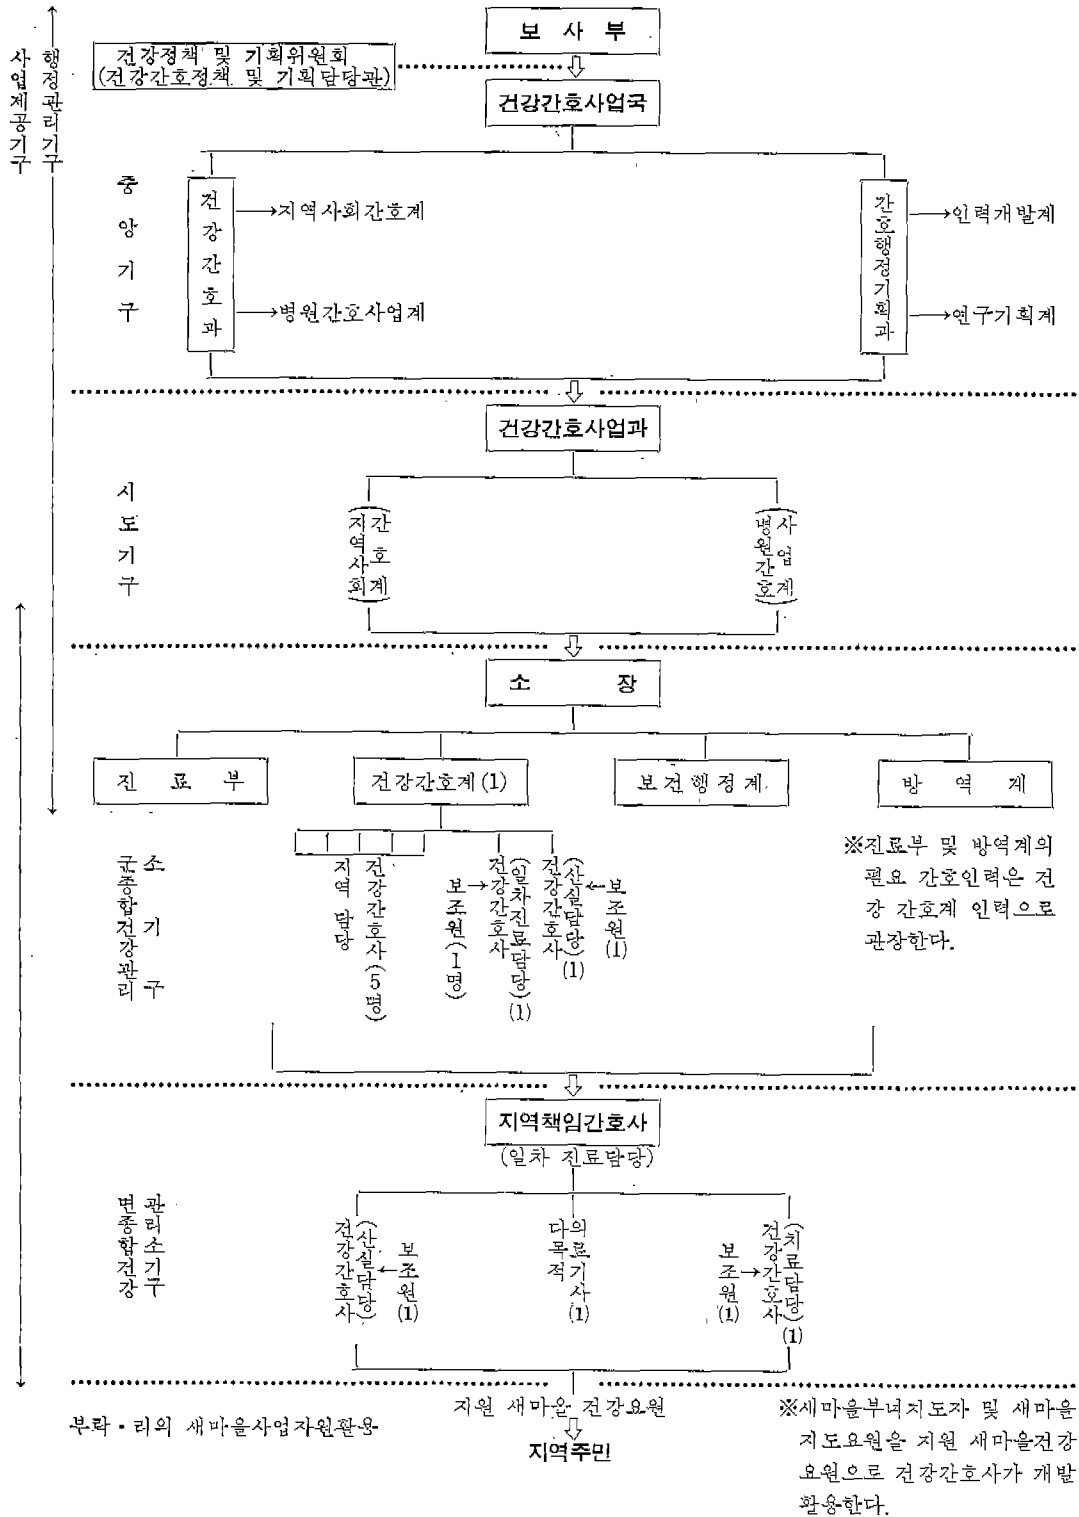 보 사 부
건강정책 및 기획위원회
(건강간호정책 및 기획담당관)
건강간호사업국
행정관리기구
사업제공기구
중앙기구
건강간호과
지역사회간호계
병원간호사업계
간호행정기획과
인력개발계
연구기획계
건강간호사업과
시도기구
(지역사회
간호계)
(병원간호
사업계)
소 장
진 료 부
건강간호계(1)
보건행정계
방 역 계
군종합건강관리
소 기 구
지역 담당
건강간호사(5명)
보조원(1명)
건강간호사
(일차진료담당)(1)
건강간호사
(산실담당)(1)
보조원(1)
※진료부 및 방역계의
필요 간호인력은 건
강 간호계 인력으로
관장한다.
지역책임간호사
(일차 진료담당)
면종합건강
관리소기구
건강간호사
(산실담당)
보조원(1)
다목적
의료기사(1)
보조원(1)
건강간호사
(치료담당)(1)
부락·리의 새마을사업자원활용
지원 새마을 건강요원
지역주민
※새마을부녀지도자 및 새마을
지도요원을 지원 새마을건강
요원으로 건강간호사가 개발
활용한다.